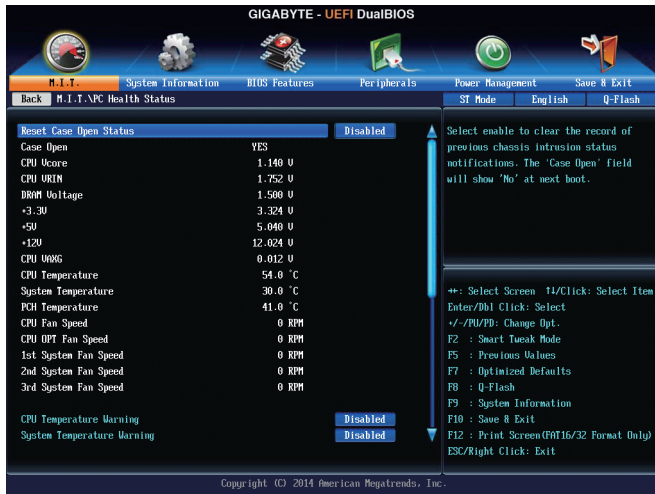 GIGABYTE - UEFI DualBIOS
M.I.T. System Information BIOS Features Peripherals Power Management Save & Exit
Back M.I.T.\PC Health Status ST Mode English Q-Flash
Reset Case Open Status Disabled
Case Open YES
CPU Vcore 1.140 V
CPU VRIN 1.752 V
DRAM Voltage 1.500 V
+3.3V 3.324 V
+5V 5.040 V
+12V 12.024 V
CPU VAXG 0.012 V
CPU Temperature 54.0 °C
System Temperature 30.0 °C
PCH Temperature 41.0 °C
CPU Fan Speed 0 RPM
CPU OPT Fan Speed 0 RPM
1st System Fan Speed 0 RPM
2nd System Fan Speed 0 RPM
3rd System Fan Speed 0 RPM
CPU Temperature Warning Disabled
System Temperature Warning Disabled
Select enable to clear the record of
previous chassis intrusion status
notifications. The 'Case Open' field
will show 'No' at next boot.
→←: Select Screen ↑↓/Click: Select Item
Enter/Dbl Click: Select
+/-/PU/PD: Change Opt.
F2 : Smart Tweak Mode
F5 : Previous Values
F7 : Optimized Defaults
F8 : Q-Flash
F9 : System Information
F10 : Save & Exit
F12 : Print Screen(FAT16/32 Format Only)
ESC/Right Click: Exit
Copyright (C) 2014 American Megatrends, Inc.